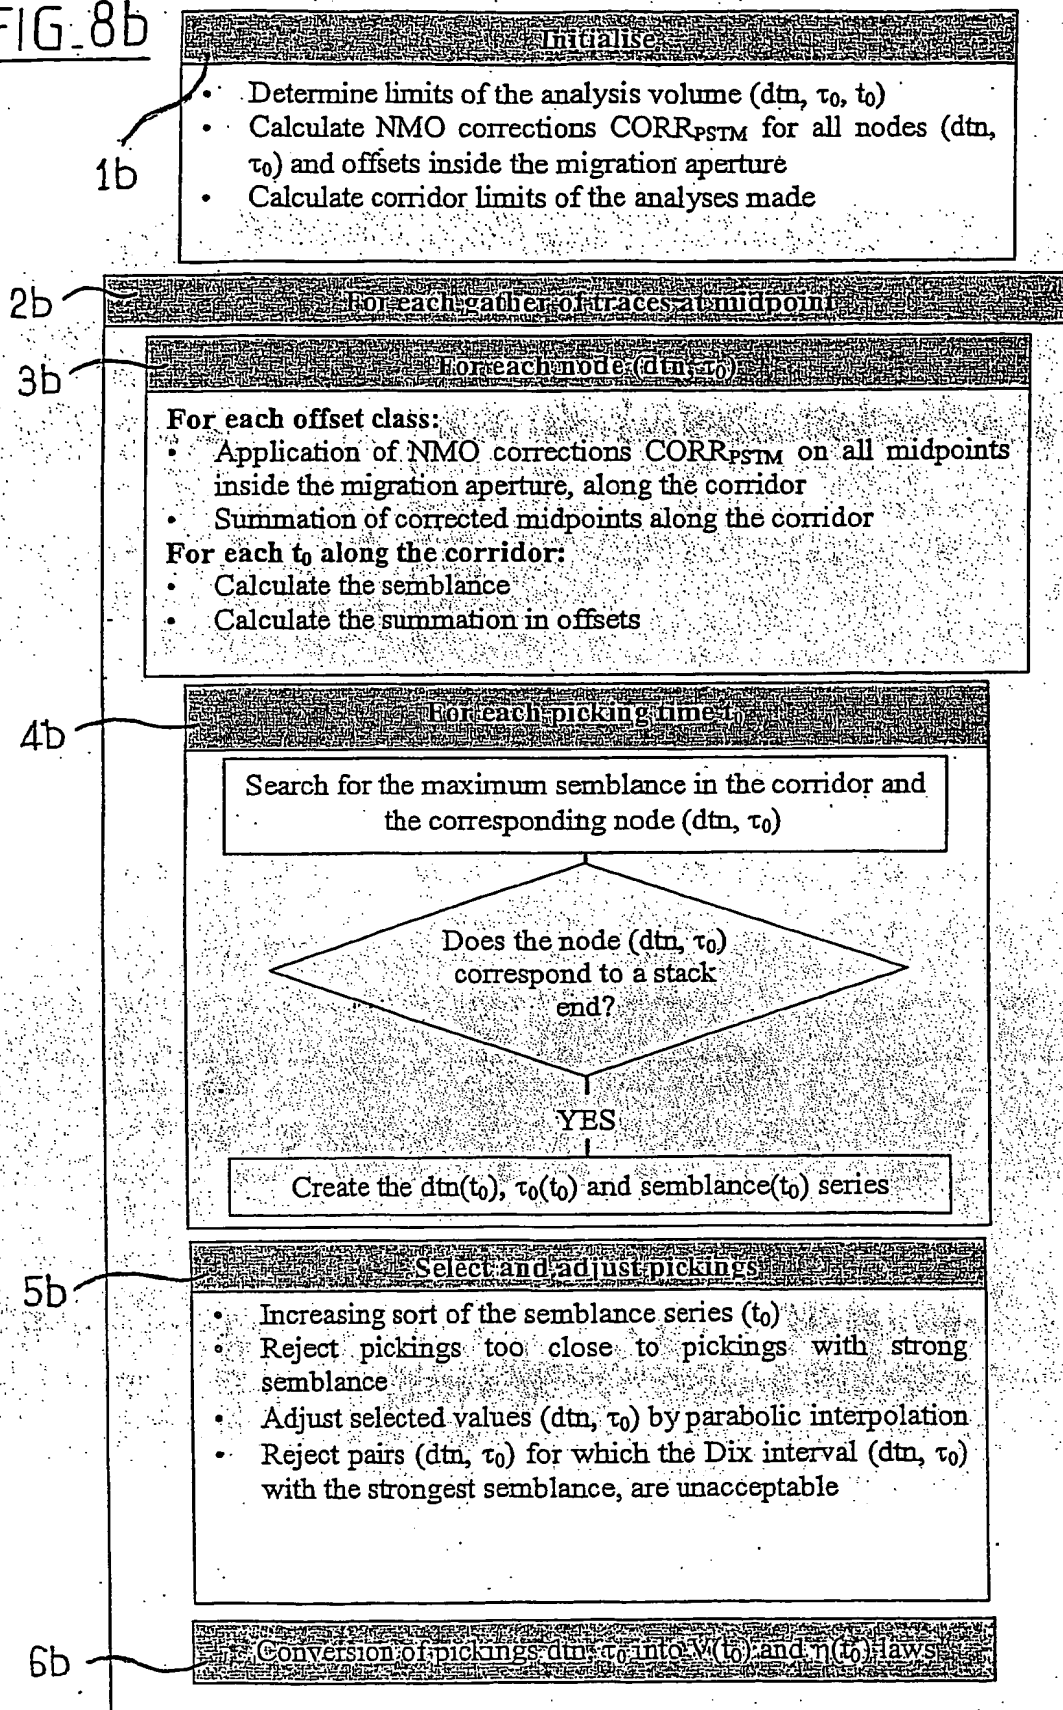 FIG_8b
Initialise
• Determine limits of the analysis volume (dtn, τ₀, t₀)
• Calculate NMO corrections CORR_PSTM for all nodes (dtn,
τ₀) and offsets inside the migration aperture
1b
• Calculate corridor limits of the analyses made
2b
For each gather of traces at midpoint
3b
For each node (dtn, τ₀)
For each offset class:
• Application of NMO corrections CORR_PSTM on all midpoints
inside the migration aperture, along the corridor
• Summation of corrected midpoints along the corridor
For each t₀ along the corridor:
• Calculate the semblance
• Calculate the summation in offsets
4b
For each picking time t₀
Search for the maximum semblance in the corridor and
the corresponding node (dtn, τ₀)
Does the node (dtn, τ₀)
correspond to a stack
end?
YES
Create the dtn(t₀), τ₀(t₀) and semblance(t₀) series
5b
Select and adjust pickings
• Increasing sort of the semblance series (t₀)
• Reject pickings too close to pickings with strong
semblance
• Adjust selected values (dtn, τ₀) by parabolic interpolation
• Reject pairs (dtn, τ₀) for which the Dix interval (dtn, τ₀)
with the strongest semblance, are unacceptable
6b
Conversion of pickings dtn, τ₀ into V(t₀) and η(t₀) laws